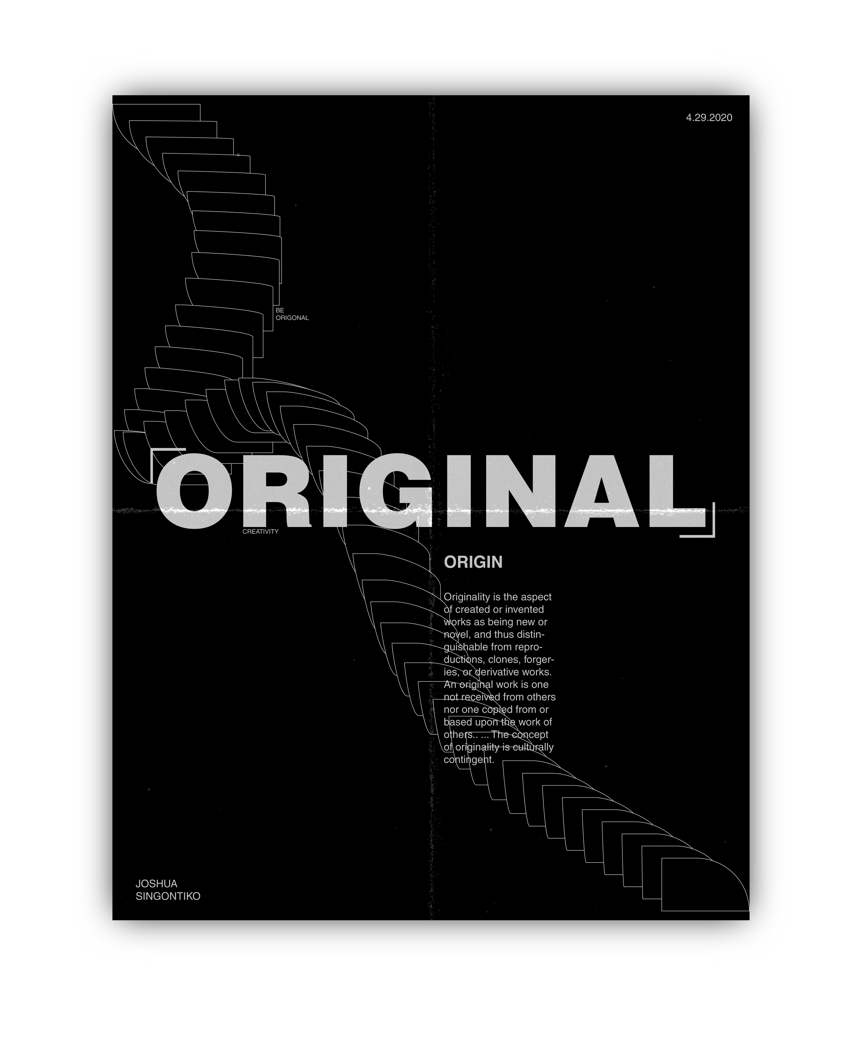 4.29.2020
BE
ORIGONAL
ORIGINAL
CREATIVITY
ORIGIN
Originality is the aspect
of created or invented
works as being new or
novel, and thus distin-
guishable from repro-
ductions, clones, forger-
ies, or derivative works.
An original work is one
not received from others
nor one copied from or
based upon the work of
others.. ... The concept
of originality is culturally
contingent.
JOSHUA
SINGONTIKO